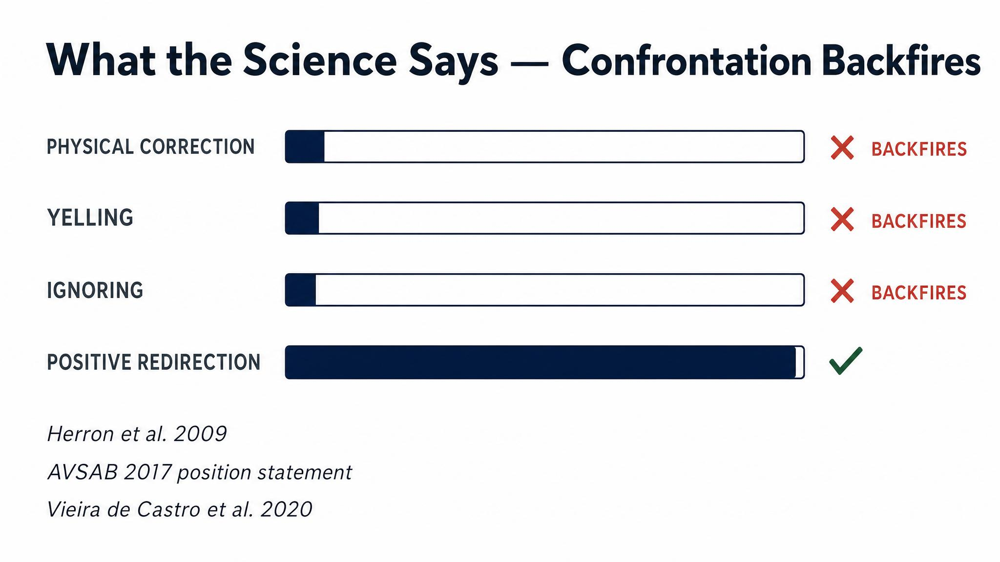 What the Science Says — Confrontation Backfires
PHYSICAL CORRECTION BACKFIRES
YELLING BACKFIRES
IGNORING BACKFIRES
POSITIVE REDIRECTION
Herron et al. 2009
AVSAB 2017 position statement
Vieira de Castro et al. 2020